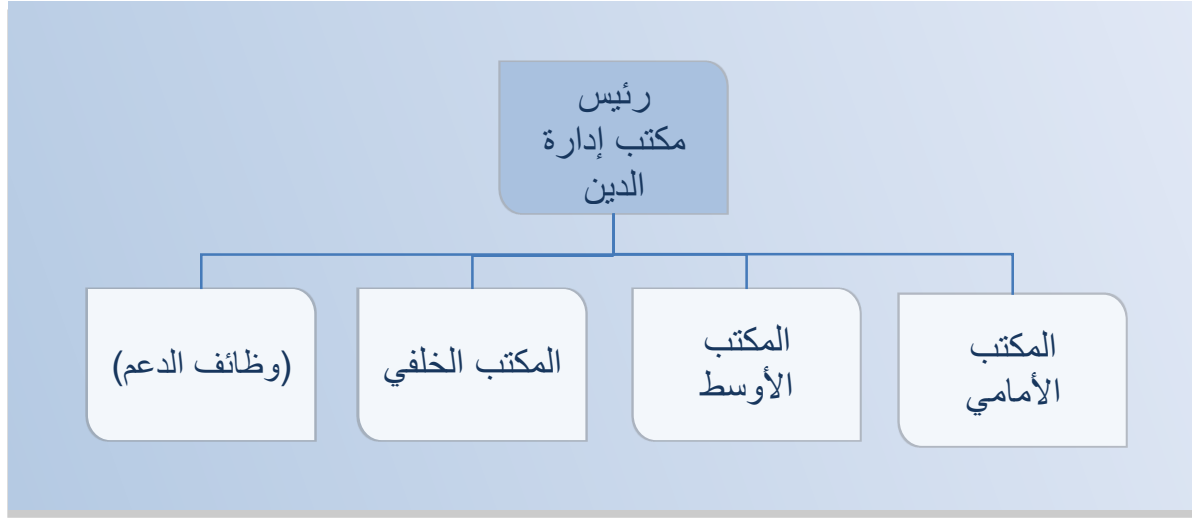 رئيس
مكتب إدارة
الدين
المكتب
الأمامي
المكتب
الأوسط
المكتب الخلفي
(وظائف الدعم)